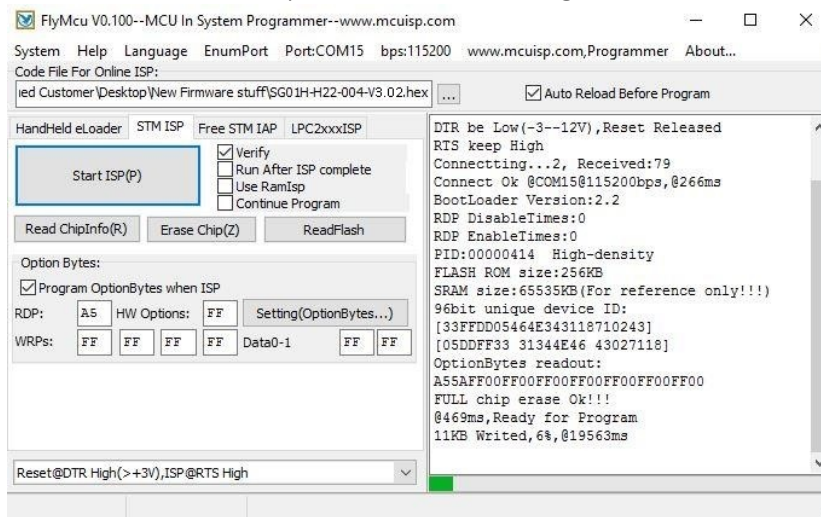 FlyMcu V0.100--MCU In System Programmer--www.mcuisp.com
System Help Language EnumPort Port:COM15 bps:115200 www.mcuisp.com,Programmer About...
Code File For Online ISP:
ied Customer\Desktop\New Firmware stuff\SG01H-H22-004-V3.02.hex ... Auto Reload Before Program
HandHeld eLoader STM ISP Free STM IAP LPC2xxxISP
Start ISP(P)
Verify
Run After ISP complete
Use RamIsp
Continue Program
Read ChipInfo(R) Erase Chip(Z) ReadFlash
Option Bytes:
Program OptionBytes when ISP
RDP: A5 HW Options: FF Setting(OptionBytes...)
WRPs: FF FF FF FF Data0-1 FF FF
Reset@DTR High(>+3V),ISP@RTS High
DTR be Low(-3--12V),Reset Released
RTS keep High
Connectting...2, Received:79
Connect Ok @COM15@115200bps,@266ms
BootLoader Version:2.2
RDP DisableTimes:0
RDP EnableTimes:0
PID:00000414 High-density
FLASH ROM size:256KB
SRAM size:65535KB(For reference only!!!)
96bit unique device ID:
[33FFDD05464E343118710243]
[05DDFF33 31344E46 43027118]
OptionBytes readout:
A55AFF00FF00FF00FF00FF00FF00FF00
FULL chip erase Ok!!!
@469ms,Ready for Program
11KB Writed,6%,@19563ms